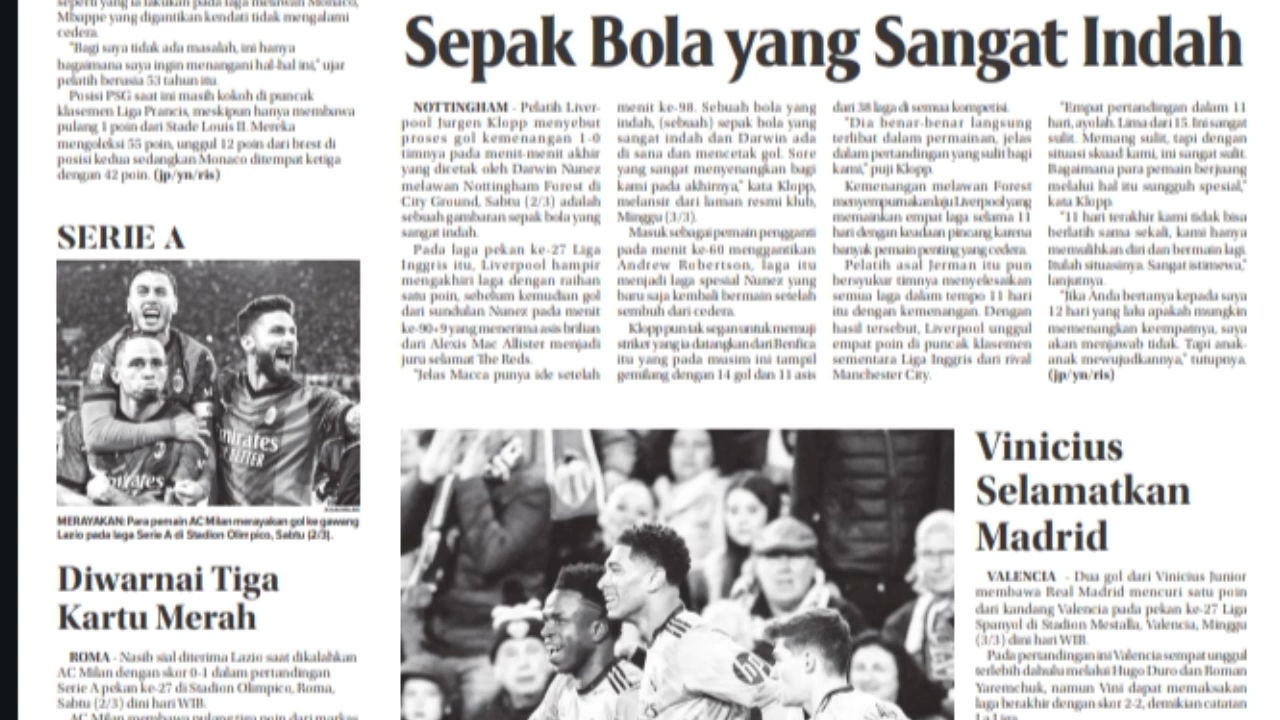 seperti yang ia lakukan pada laga melawan Monaco,
Mbappe yang digantikan kendati tidak mengalami
cedera.
"Bagi saya tidak ada masalah, ini hanya
bagaimana saya ingin menangani hal-hal ini," ujar
pelatih berusia 53 tahun itu.
Posisi PSG saat ini masih kokoh di puncak
klasemen Liga Prancis, meskipun hanya membawa
pulang 1 poin dari Stade Louis II. Mereka
mengoleksi 55 poin, unggul 12 poin dari brest di
posisi kedua sedangkan Monaco ditempat ketiga
dengan 42 poin. (jp/yn/ris)
SERIE A
MERAYAKAN: Para pemain AC Milan merayakan gol ke gawang
Lazio pada laga Serie A di Stadion Olimpico, Sabtu (2/3).
Diwarnai Tiga
Kartu Merah
ROMA - Nasib sial diterima Lazio saat dikalahkan
AC Milan dengan skor 0-1 dalam pertandingan
Serie A pekan ke-27 di Stadion Olimpico, Roma,
Sabtu (2/3) dini hari WIB.
AC Milan membawa pulang tiga poin dari markas
Sepak Bola yang Sangat Indah
NOTTINGHAM - Pelatih Liver-
pool Jurgen Klopp menyebut
proses gol kemenangan 1-0
timnya pada menit-menit akhir
yang dicetak oleh Darwin Nunez
melawan Nottingham Forest di
City Ground, Sabtu (2/3) adalah
sebuah gambaran sepak bola yang
sangat indah.
Pada laga pekan ke-27 Liga
Inggris itu, Liverpool hampir
mengakhiri laga dengan raihan
satu poin, sebelum kemudian gol
dari sundulan Nunez pada menit
ke-90+9 yang menerima asis brilian
dari Alexis Mac Allister menjadi
juru selamat The Reds.
"Jelas Macca punya ide setelah
menit ke-98. Sebuah bola yang
indah, (sebuah) sepak bola yang
sangat indah dan Darwin ada
di sana dan mencetak gol. Sore
yang sangat menyenangkan bagi
kami pada akhirnya," kata Klopp,
melansir dari laman resmi klub,
Minggu (3/3).
Masuk sebagai pemain pengganti
pada menit ke-60 menggantikan
Andrew Robertson, laga itu
menjadi laga spesial Nunez yang
baru saja kembali bermain setelah
sembuh dari cedera.
Klopp pun tak segan untuk memuji
striker yang ia datangkan dari Benfica
itu yang pada musim ini tampil
gemilang dengan 14 gol dan 11 asis
dari 38 laga di semua kompetisi.
"Dia benar-benar langsung
terlibat dalam permainan, jelas
dalam pertandingan yang sulit bagi
kami," puji Klopp.
Kemenangan melawan Forest
menyempurnakan laju Liverpool yang
memainkan empat laga selama 11
hari dengan keadaan pincang karena
banyak pemain penting yang cedera.
Pelatih asal Jerman itu pun
bersyukur timnya menyelesaikan
semua laga dalam tempo 11 hari
itu dengan kemenangan. Dengan
hasil tersebut, Liverpool unggul
empat poin di puncak klasemen
sementara Liga Inggris dari rival
Manchester City.
"Empat pertandingan dalam 11
hari, ayolah. Lima dari 15. Ini sangat
sulit. Memang sulit, tapi dengan
situasi skuad kami, ini sangat sulit.
Bagaimana para pemain berjuang
melalui hal itu sungguh spesial,"
kata Klopp.
"11 hari terakhir kami tidak bisa
berlatih sama sekali, kami hanya
memulihkan diri dan bermain lagi.
Itulah situasinya. Sangat istimewa,"
lanjutnya.
"Jika Anda bertanya kepada saya
12 hari yang lalu apakah mungkin
memenangkan keempatnya, saya
akan menjawab tidak. Tapi anak-
anak mewujudkannya," tutupnya.
(jp/yn/ris)
Vinicius
Selamatkan
Madrid
VALENCIA - Dua gol dari Vinicius Junior
membawa Real Madrid mencuri satu poin
dari kandang Valencia pada pekan ke-27 Liga
Spanyol di Stadion Mestalla, Valencia, Minggu
(3/3) dini hari WIB.
Pada pertandingan ini Valencia sempat unggul
terlebih dahulu melalui Hugo Duro dan Roman
Yaremchuk, namun Vini dapat memaksakan
laga berakhir dengan skor 2-2, demikian catatan
La Liga.
Emirates
FLY BETTER
Emirates
hp